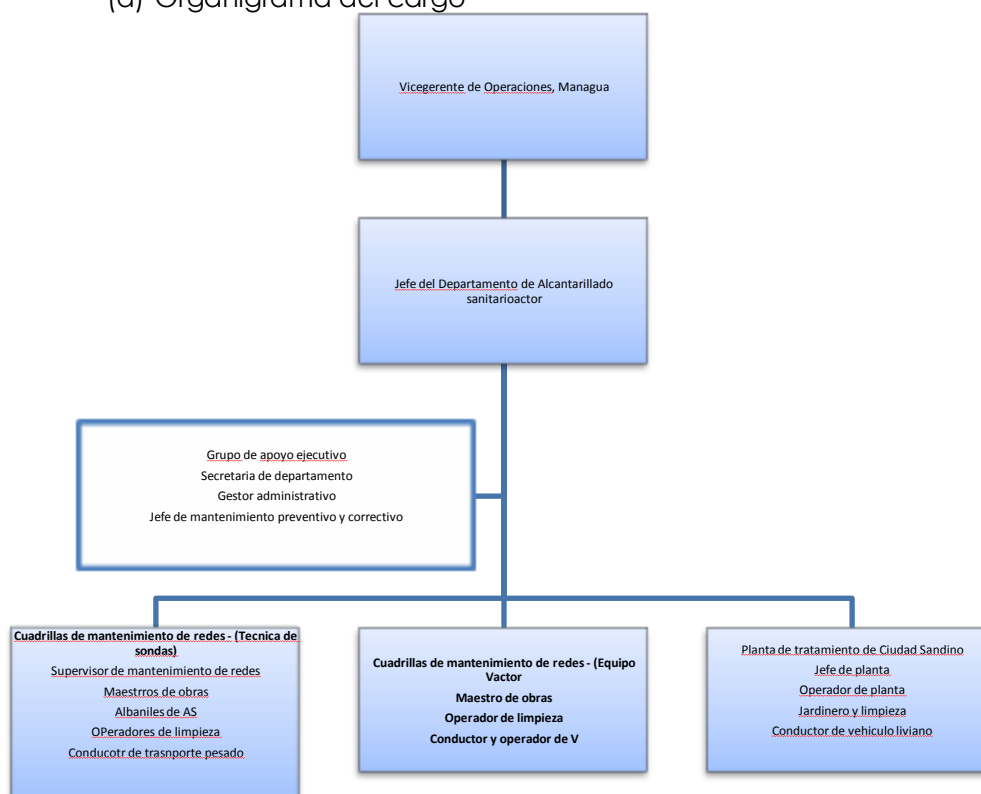 (d) Organigrama del cargo
Vicegerente de Operaciones, Managua
Jefe del Departamento de Alcantarillado
sanitarioactor
Grupo de apoyo ejecutivo
Secretaria de departamento
Gestor administrativo
Jefe de mantenimiento preventivo y correctivo
Cuadrillas de mantenimiento de redes - (Tecnica de
sondas)
Supervisor de mantenimiento de redes
Maestrros de obras
Albaniles de AS
OPeradores de limpieza
Conducotr de trasnporte pesado
Cuadrillas de mantenimiento de redes - (Equipo
Vactor
Maestro de obras
Operador de limpieza
Conductor y operador de V
Planta de tratamiento de Ciudad Sandino
Jefe de planta
Operador de planta
Jardinero y limpieza
Conductor de vehiculo liviano